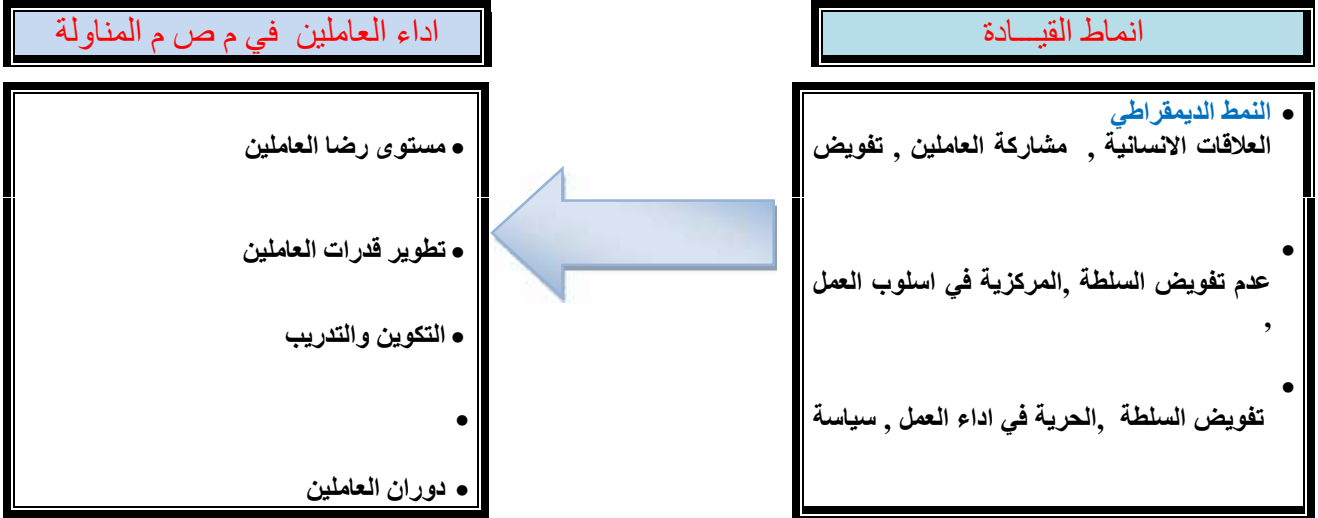 انماط القيـــادة
• النمط الديمقراطي
العلاقات الانسانية , مشاركة العاملين , تفويض
•
عدم تفويض السلطة ,المركزية في اسلوب العمل
,
•
تفويض السلطة ,الحرية في اداء العمل , سياسة
اداء العاملين في م ص م المناولة
• مستوى رضا العاملين
• تطوير قدرات العاملين
• التكوين والتدريب
•
• دوران العاملين